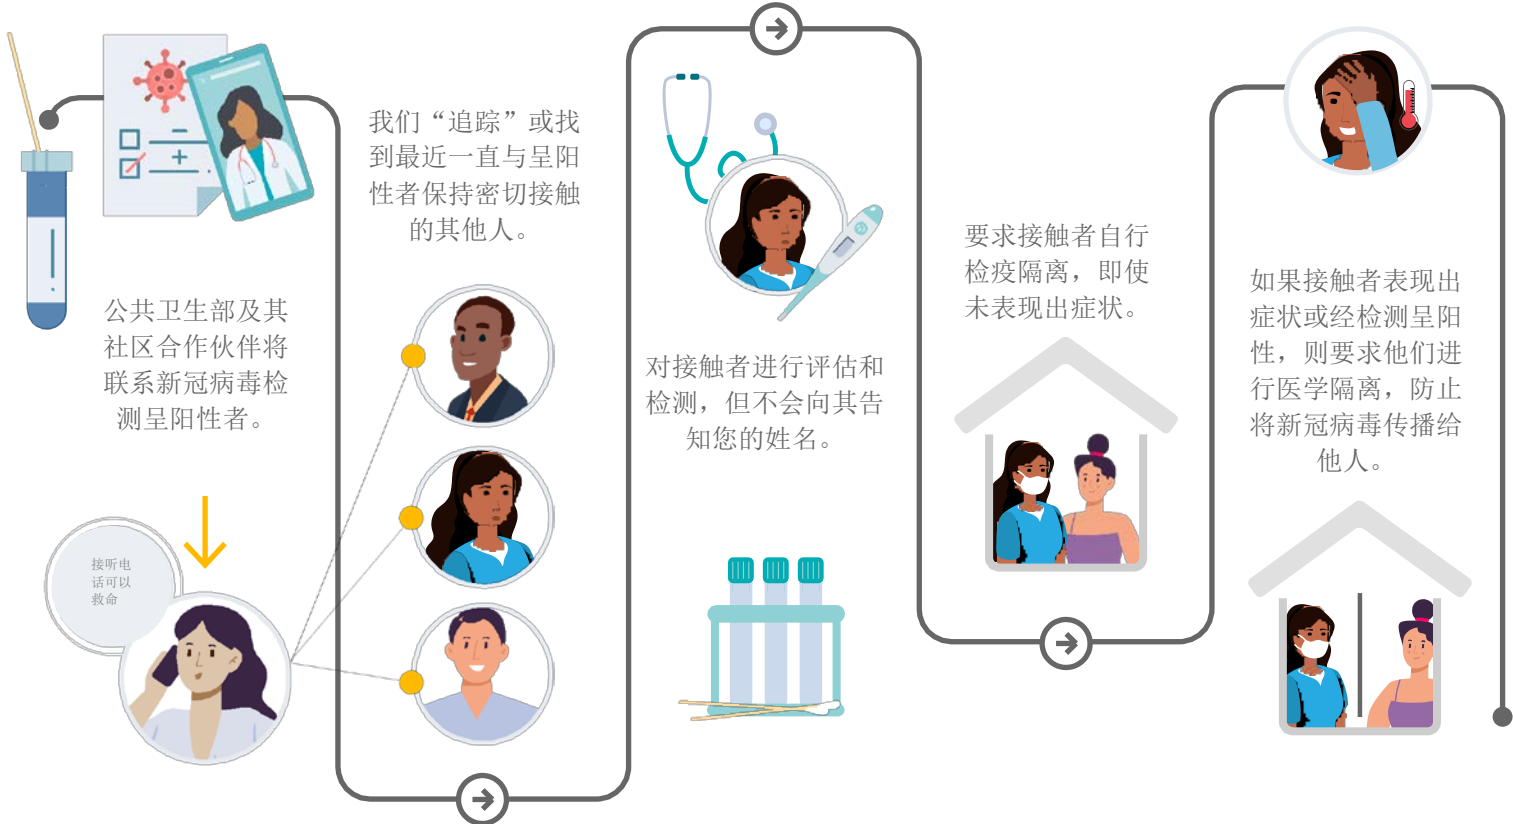 公共卫生部及其
社区合作伙伴将
联系新冠病毒检
测呈阳性者。
接听电
话可以
救命
我们“追踪”或找
到最近一直与呈阳
性者保持密切接触
的其他人。
对接触者进行评估和
检测，但不会向其告
知您的姓名。
要求接触者自行
检疫隔离，即使
未表现出症状。
如果接触者表现出
症状或经检测呈阳
性，则要求他们进
行医学隔离，防止
将新冠病毒传播给
他人。